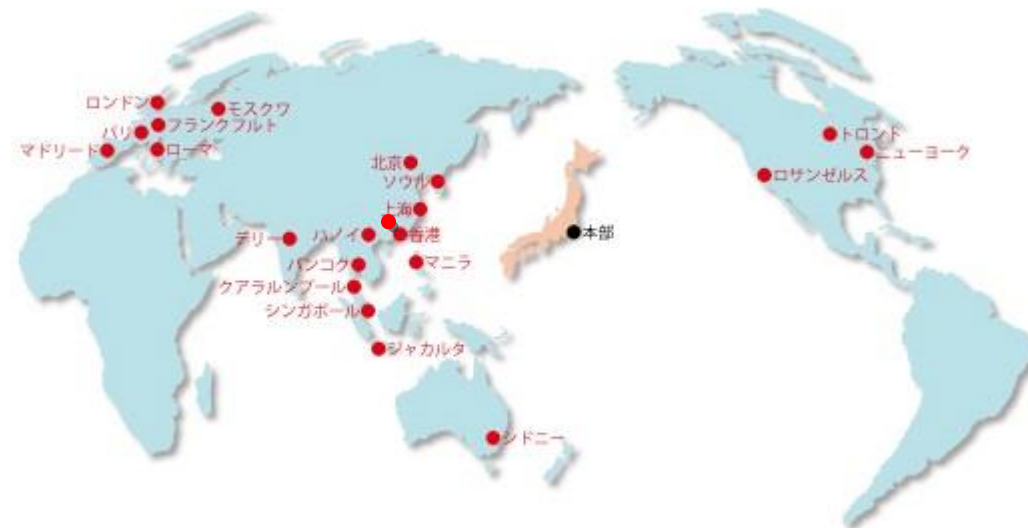 ロンドン
モスクワ
フランクフルト
パリ
マドリード
ローマ
北京
ソウル
上海
デリー
ハノイ
香港
バンコク
マニラ
クアラルンプール
シンガポール
ジャカルタ
シドニー
本部
トロント
ニューヨーク
ロサンゼルス